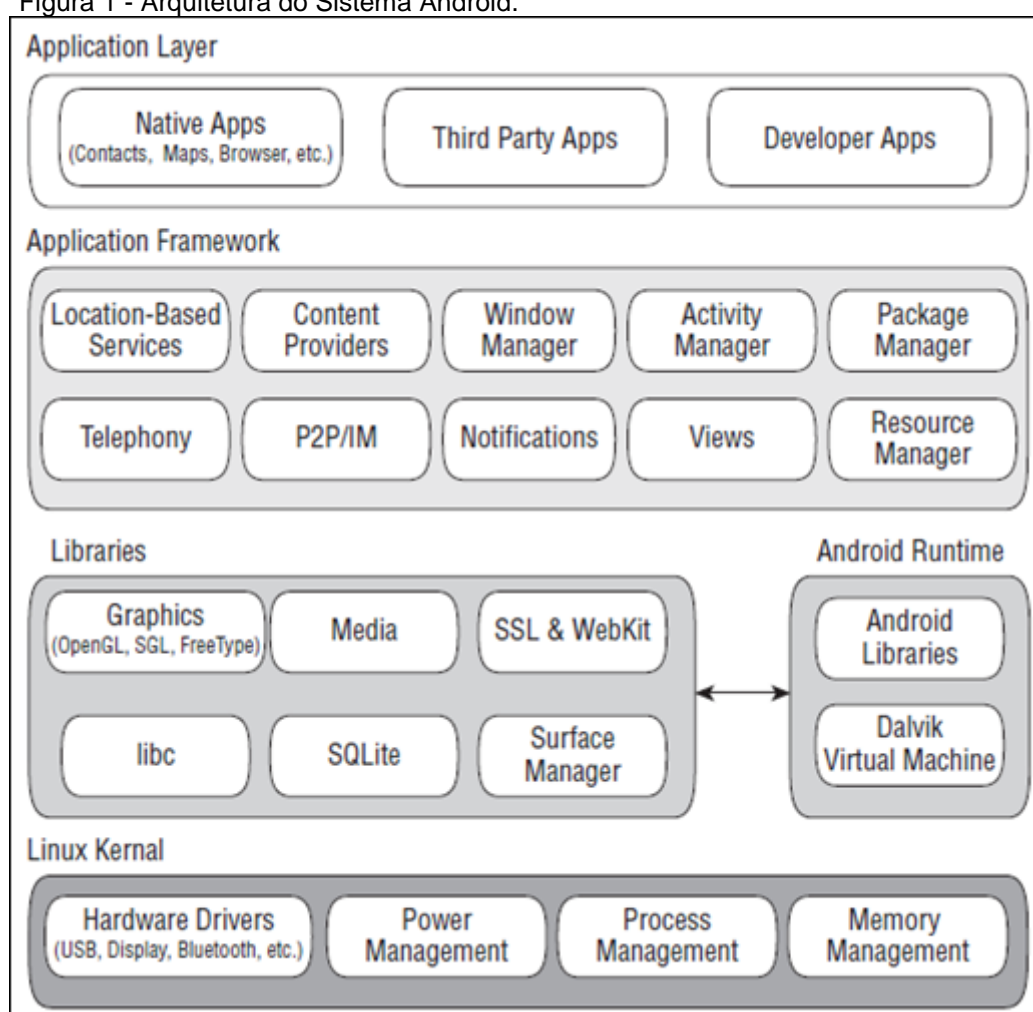 Figura 1 - Arquitetura do Sistema Android.
Application Layer
Native Apps
(Contacts, Maps, Browser, etc.)
Third Party Apps
Developer Apps
Application Framework
Location-Based
Services
Content
Providers
Window
Manager
Activity
Manager
Package
Manager
Telephony
P2P/IM
Notifications
Views
Resource
Manager
Libraries
Graphics
(OpenGL, SGL, FreeType)
Media
SSL & WebKit
libc
SQLite
Surface
Manager
Android Runtime
Android
Libraries
Dalvik
Virtual Machine
Linux Kernal
Hardware Drivers
(USB, Display, Bluetooth, etc.)
Power
Management
Process
Management
Memory
Management